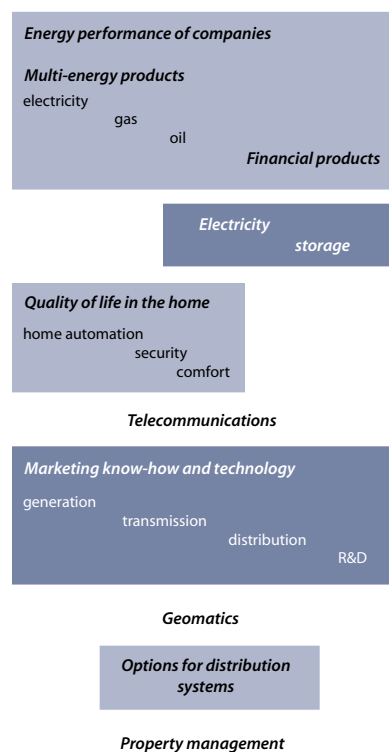 Energy performance of companies
Multi-energy products
electricity
gas
oil
Financial products
Electricity
storage
Quality of life in the home
home automation
security
comfort
Telecommunications
Marketing know-how and technology
generation
transmission
distribution
R&D
Geomatics
Options for distribution
systems
Property management